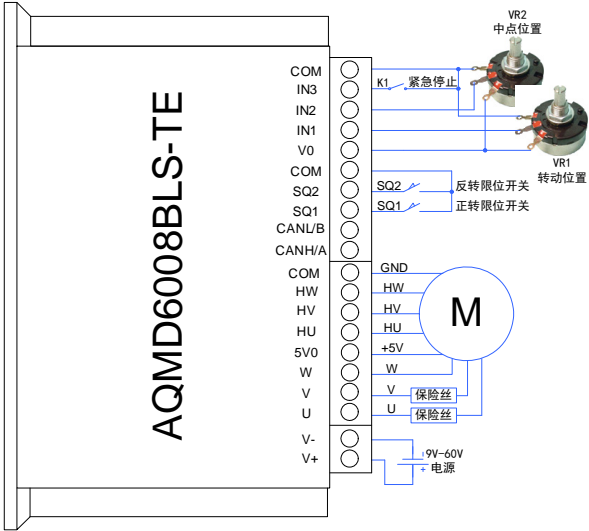 AQMD6008BLS-TE
VR2
中点位置
COM
IN3
K1
紧急停止
IN2
IN1
V0
VR1
转动位置
COM
SQ2
SQ2
反转限位开关
SQ1
SQ1
正转限位开关
CANL/B
CANH/A
COM
GND
HW
HW
HV
HV
HU
HU
5V0
+5V
M
W
W
V
V
保险丝
U
U
保险丝
V-
V+
9V-60V
+ 电源